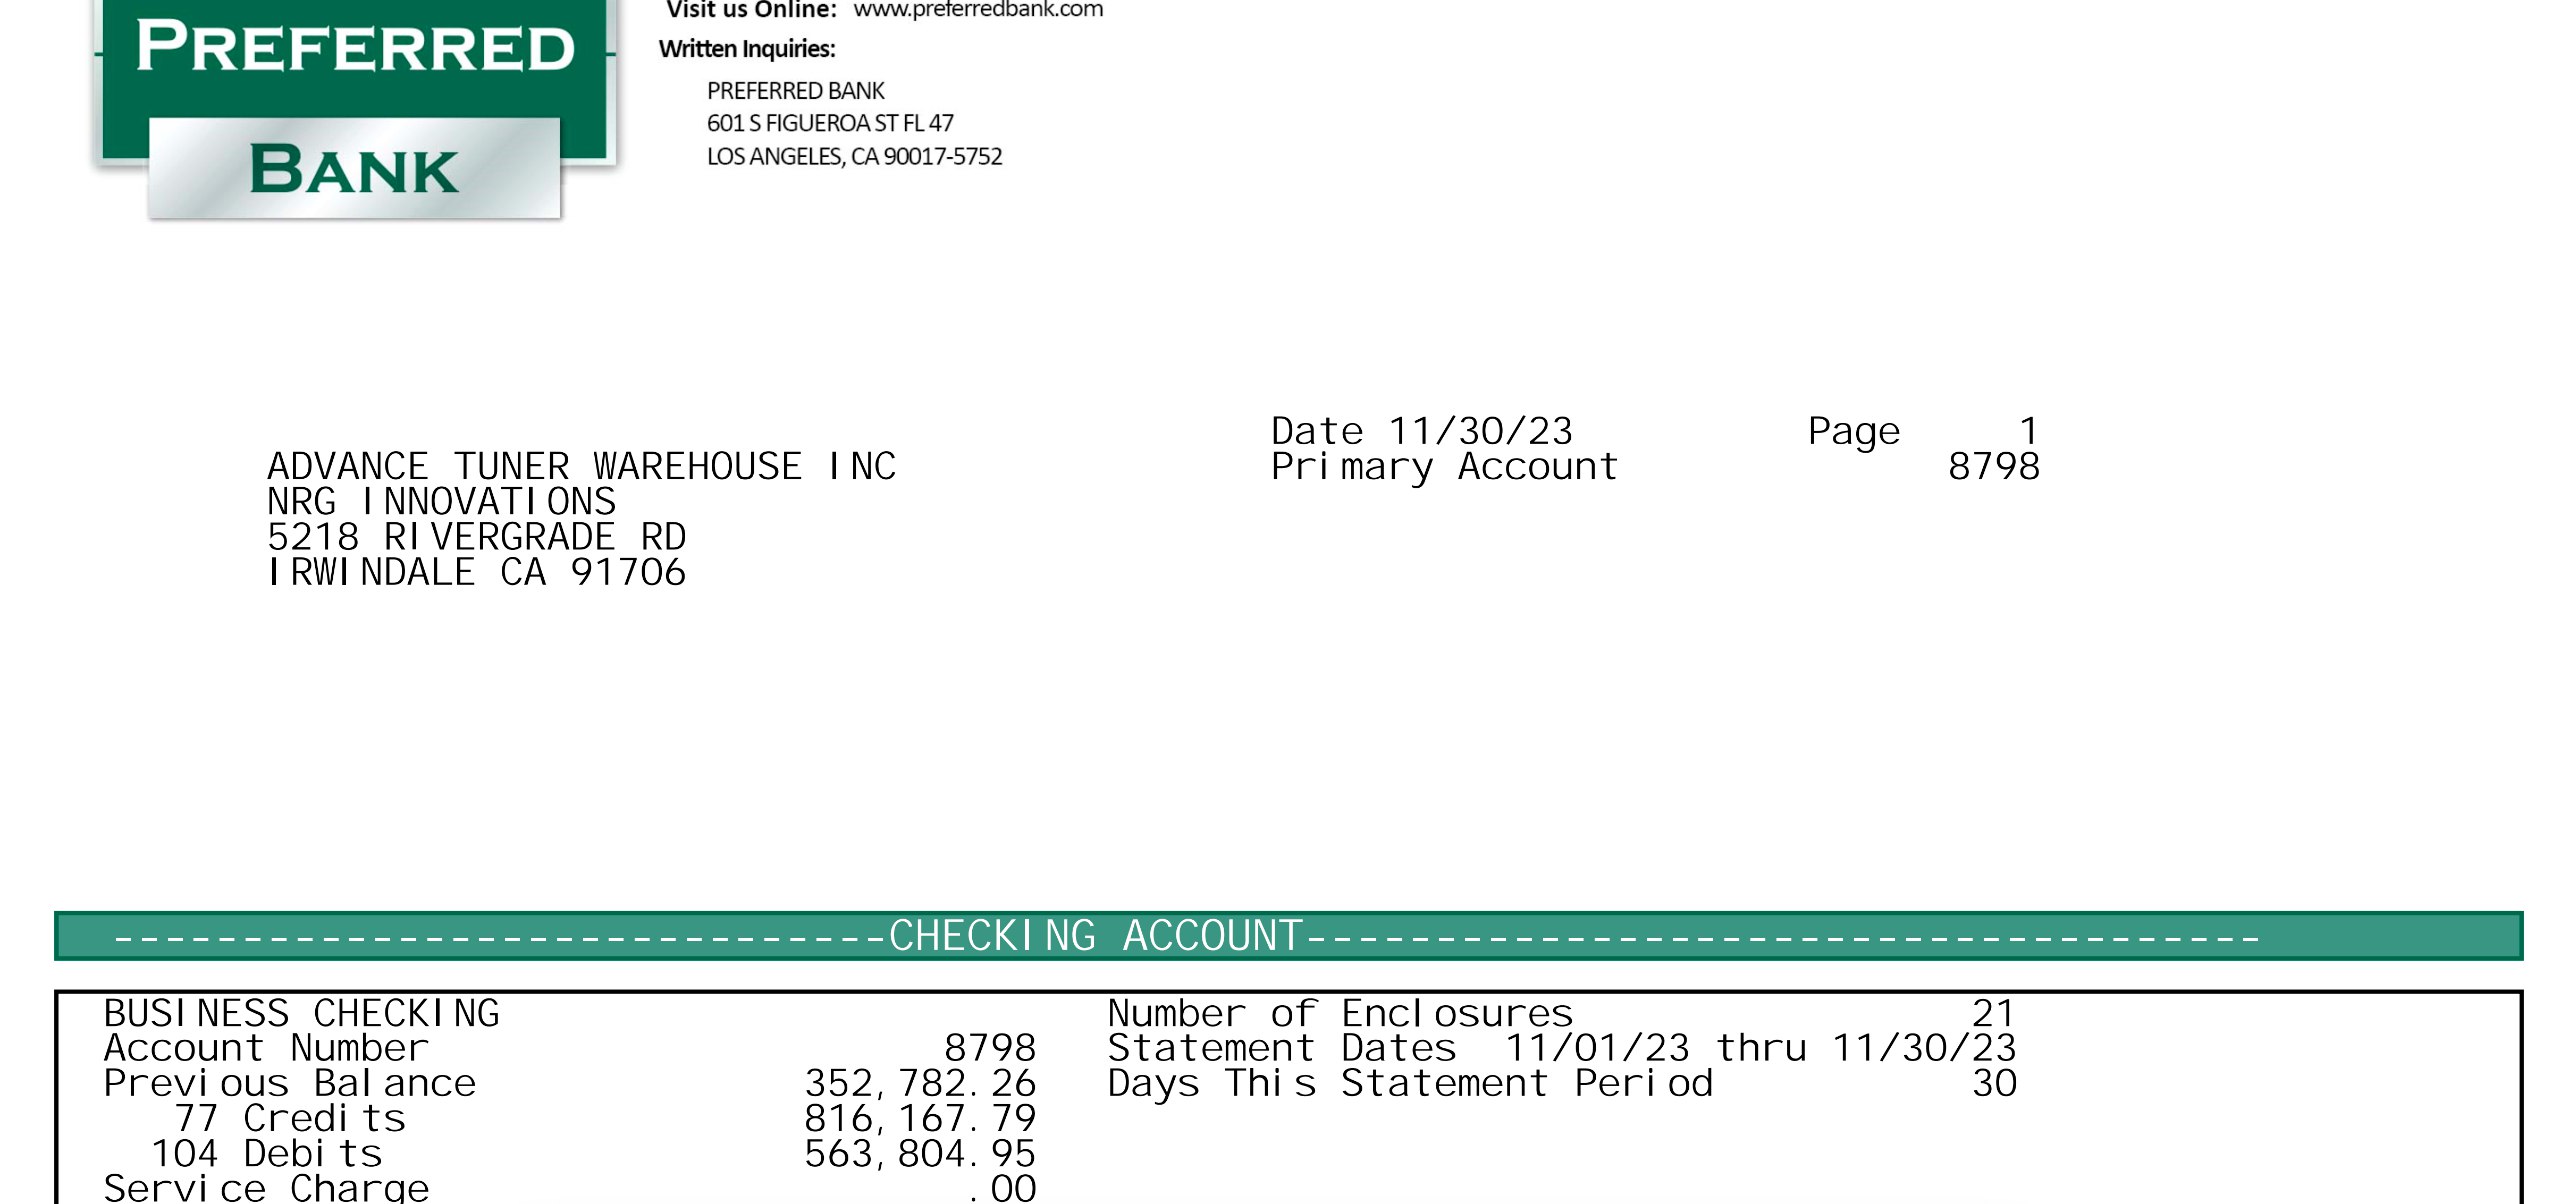 PREFERRED
BANK
Visit us Online: www.preferredbank.com
Written Inquiries:
PREFERRED BANK
601 S FIGUEROA ST FL 47
LOS ANGELES, CA 90017-5752
Date 11/30/23 Page 1
Primary Account 8798
ADVANCE TUNER WAREHOUSE INC
NRG INNOVATIONS
5218 RIVERGRADE RD
IRWINDALE CA 91706
------------------------------CHECKING ACCOUNT-------------------------------------
BUSINESS CHECKING Number of Enclosures 21
Account Number 8798 Statement Dates 11/01/23 thru 11/30/23
Previous Balance 352,782.26 Days This Statement Period 30
77 Credits 816,167.79
104 Debits 563,804.95
Service Charge .00